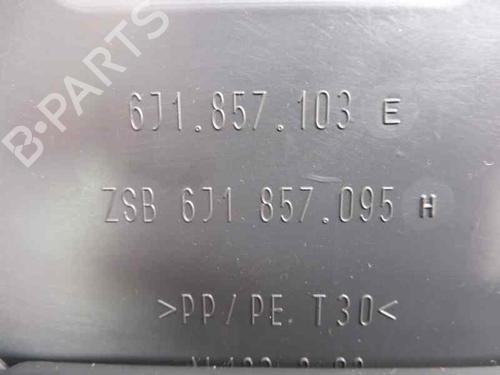 B-PARTS
6J1.857.103 E
ZSB 6J1 857.095 H
>PP/PE T30<